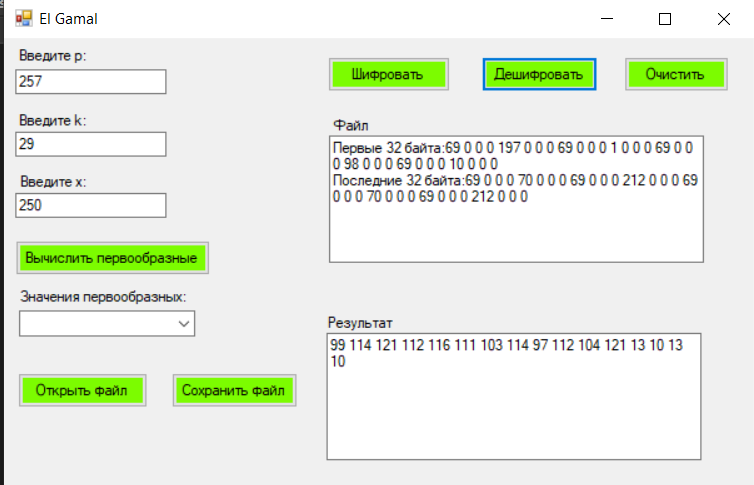 El Gamal
Введите p:
257
Введите k:
29
Введите x:
250
Вычислить первообразные
Значения первообразных:
Открыть файл
Сохранить файл
Шифровать
Дешифровать
Очистить
Файл
Первые 32 байта:69 0 0 0 197 0 0 0 69 0 0 0 1 0 0 0 69 0 0
0 98 0 0 0 69 0 0 0 10 0 0 0
Последние 32 байта:69 0 0 0 70 0 0 0 69 0 0 0 212 0 0 0 69
0 0 0 70 0 0 0 69 0 0 0 212 0 0 0
Результат
99 114 121 112 116 111 103 114 97 112 104 121 13 10 13
10